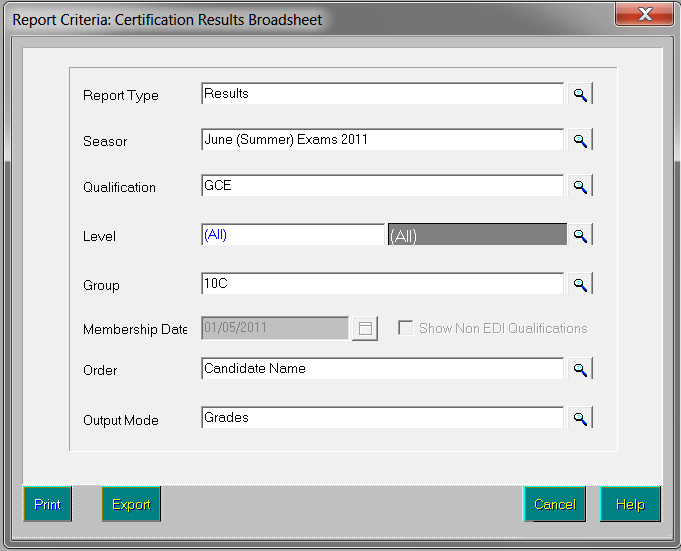 Report Criteria: Certification Results Broadsheet
Report Type Results
Seasor June (Summer) Exams 2011
Qualification GCE
Level (All) (All)
Group 10C
Membership Date 01/05/2011 Show Non EDI Qualifications
Order Candidate Name
Output Mode Grades
Print Export Cancel Help